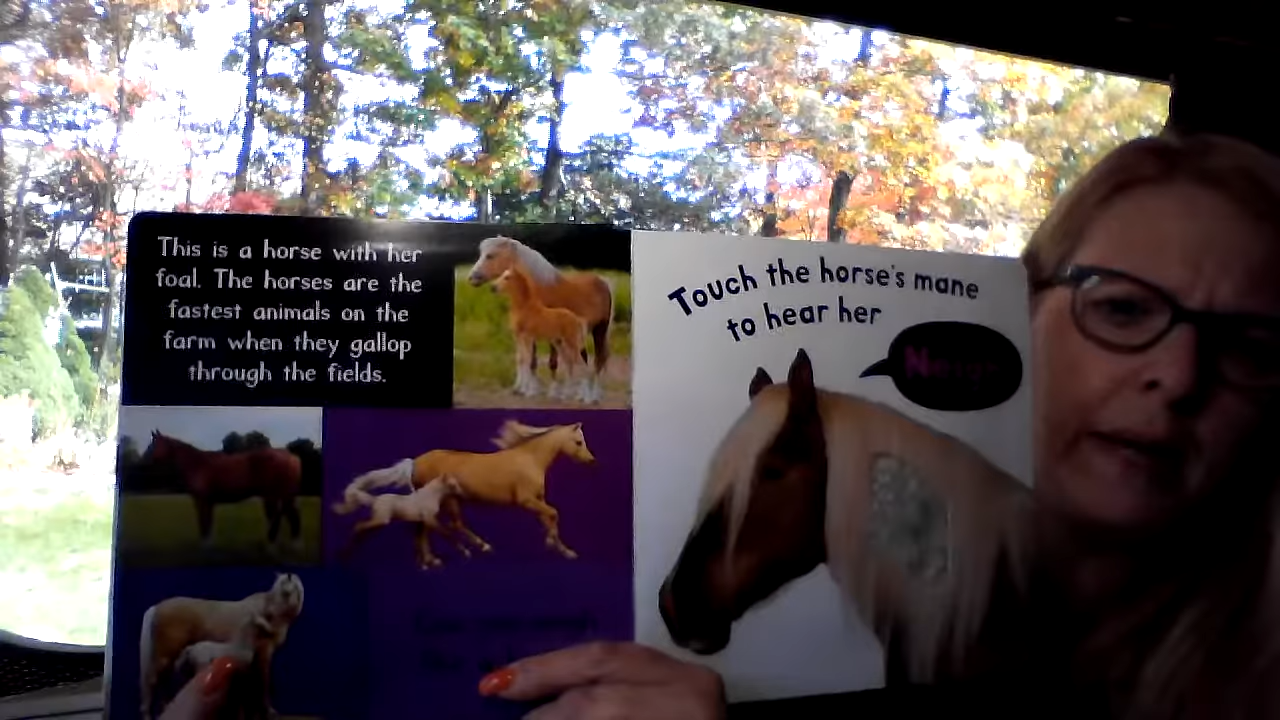 This is a horse with her
foal. The horses are the
fastest animals on the
farm when they gallop
through the fields.
Touch the horse's mane
to hear her